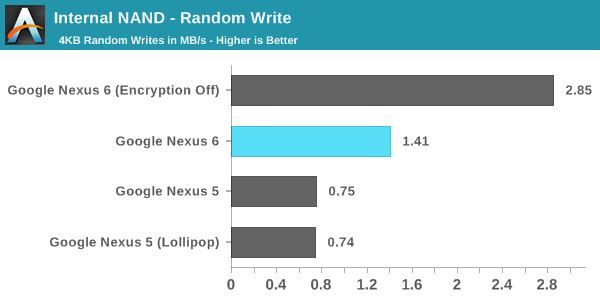 Internal NAND - Random Write
4KB Random Writes in MB/s - Higher is Better
Google Nexus 6 (Encryption Off)
2.85
Google Nexus 6
1.41
Google Nexus 5
0.75
Google Nexus 5 (Lollipop)
0.74
0 0.4 0.8 1.2 1.6 2 2.4 2.8